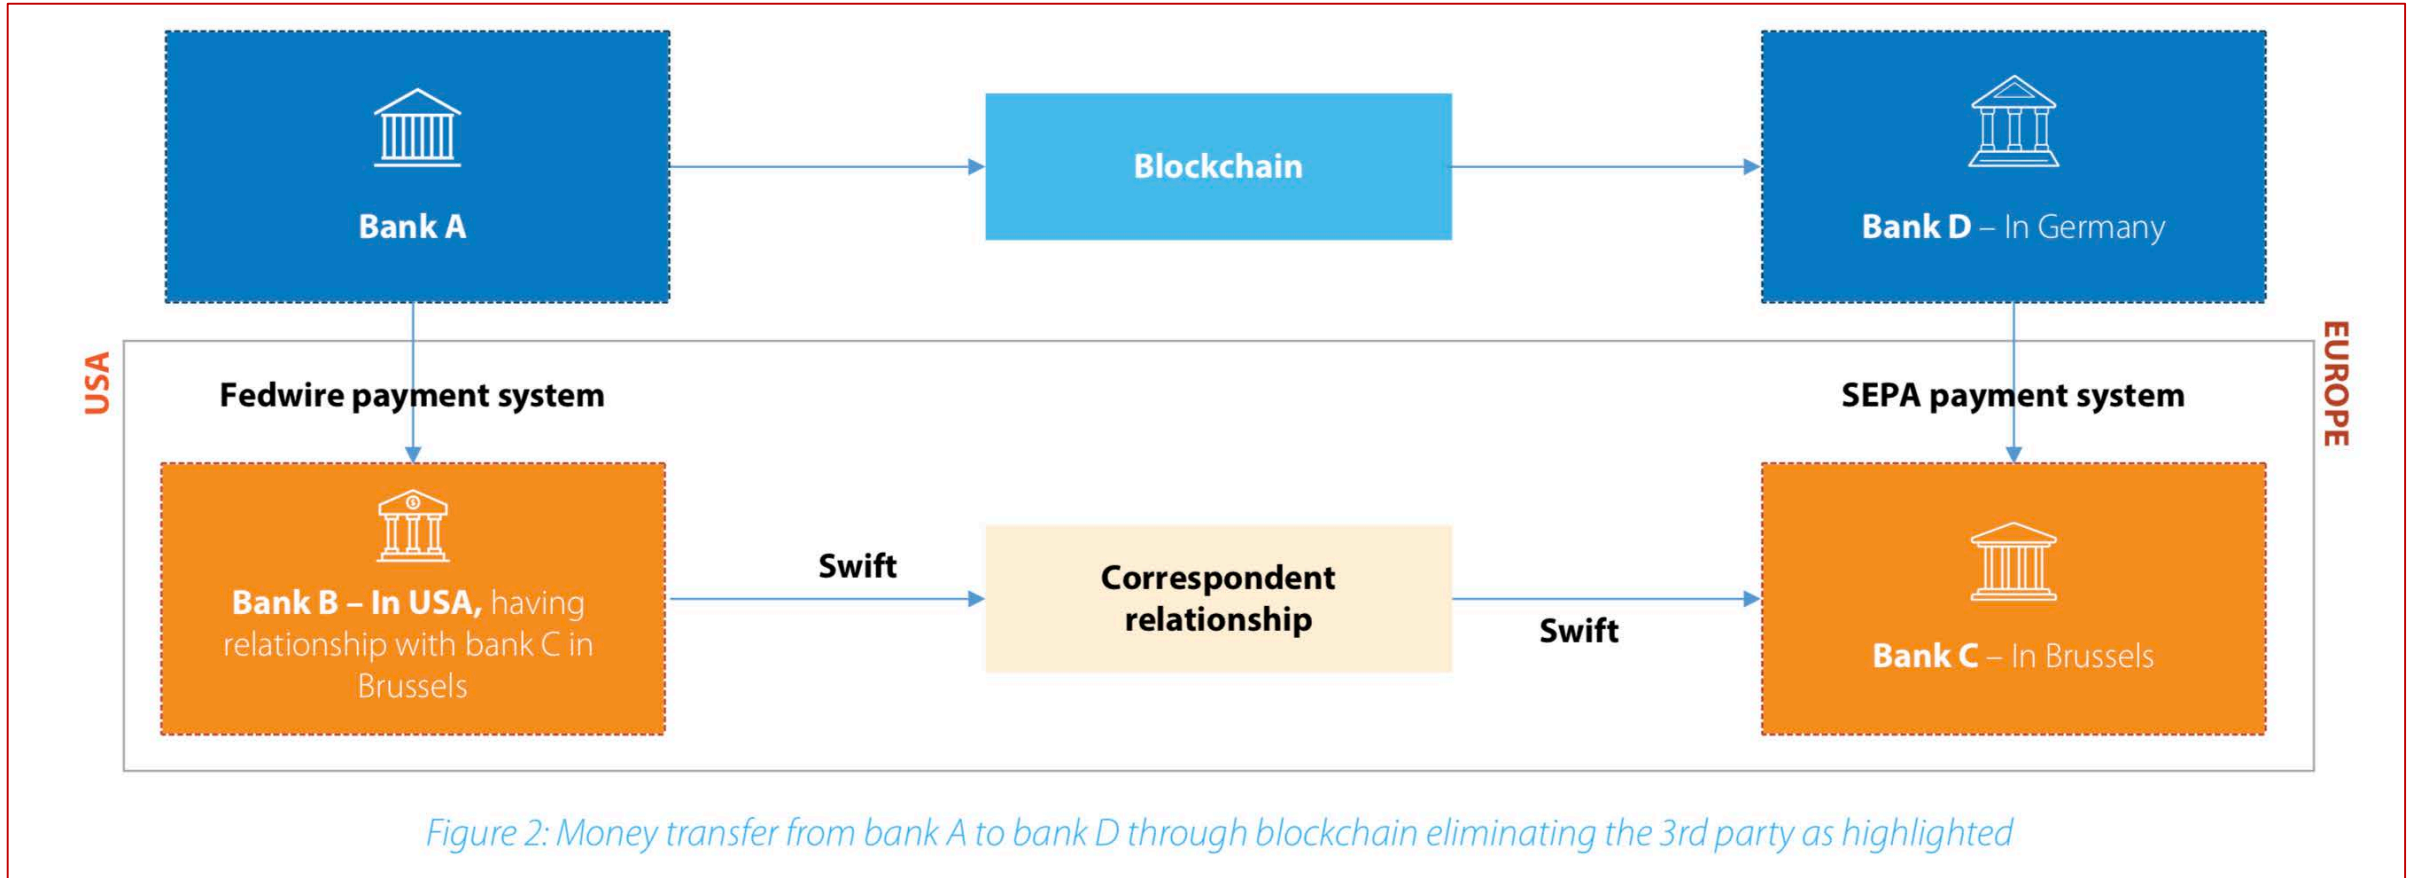 Bank A
Blockchain
Bank D – In Germany
USA
EUROPE
Fedwire payment system
SEPA payment system
Bank B – In USA, having
relationship with bank C in
Brussels
Swift
Correspondent
relationship
Swift
Bank C – In Brussels
Figure 2: Money transfer from bank A to bank D through blockchain eliminating the 3rd party as highlighted